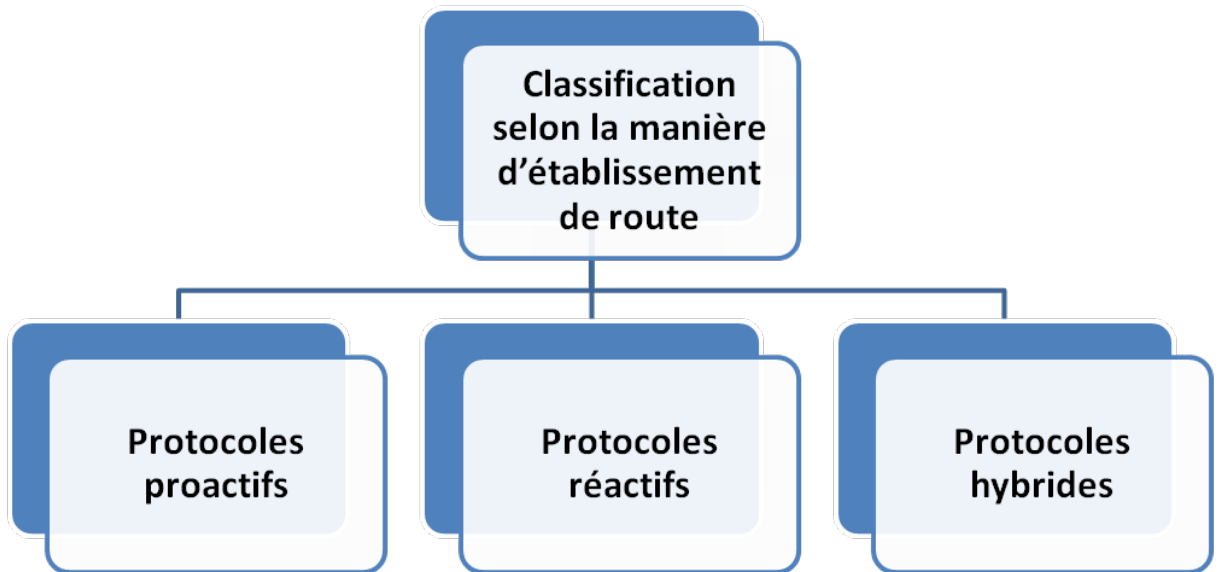 Classification
selon la manière
d’établissement
de route
Protocoles
proactifs
Protocoles
réactifs
Protocoles
hybrides